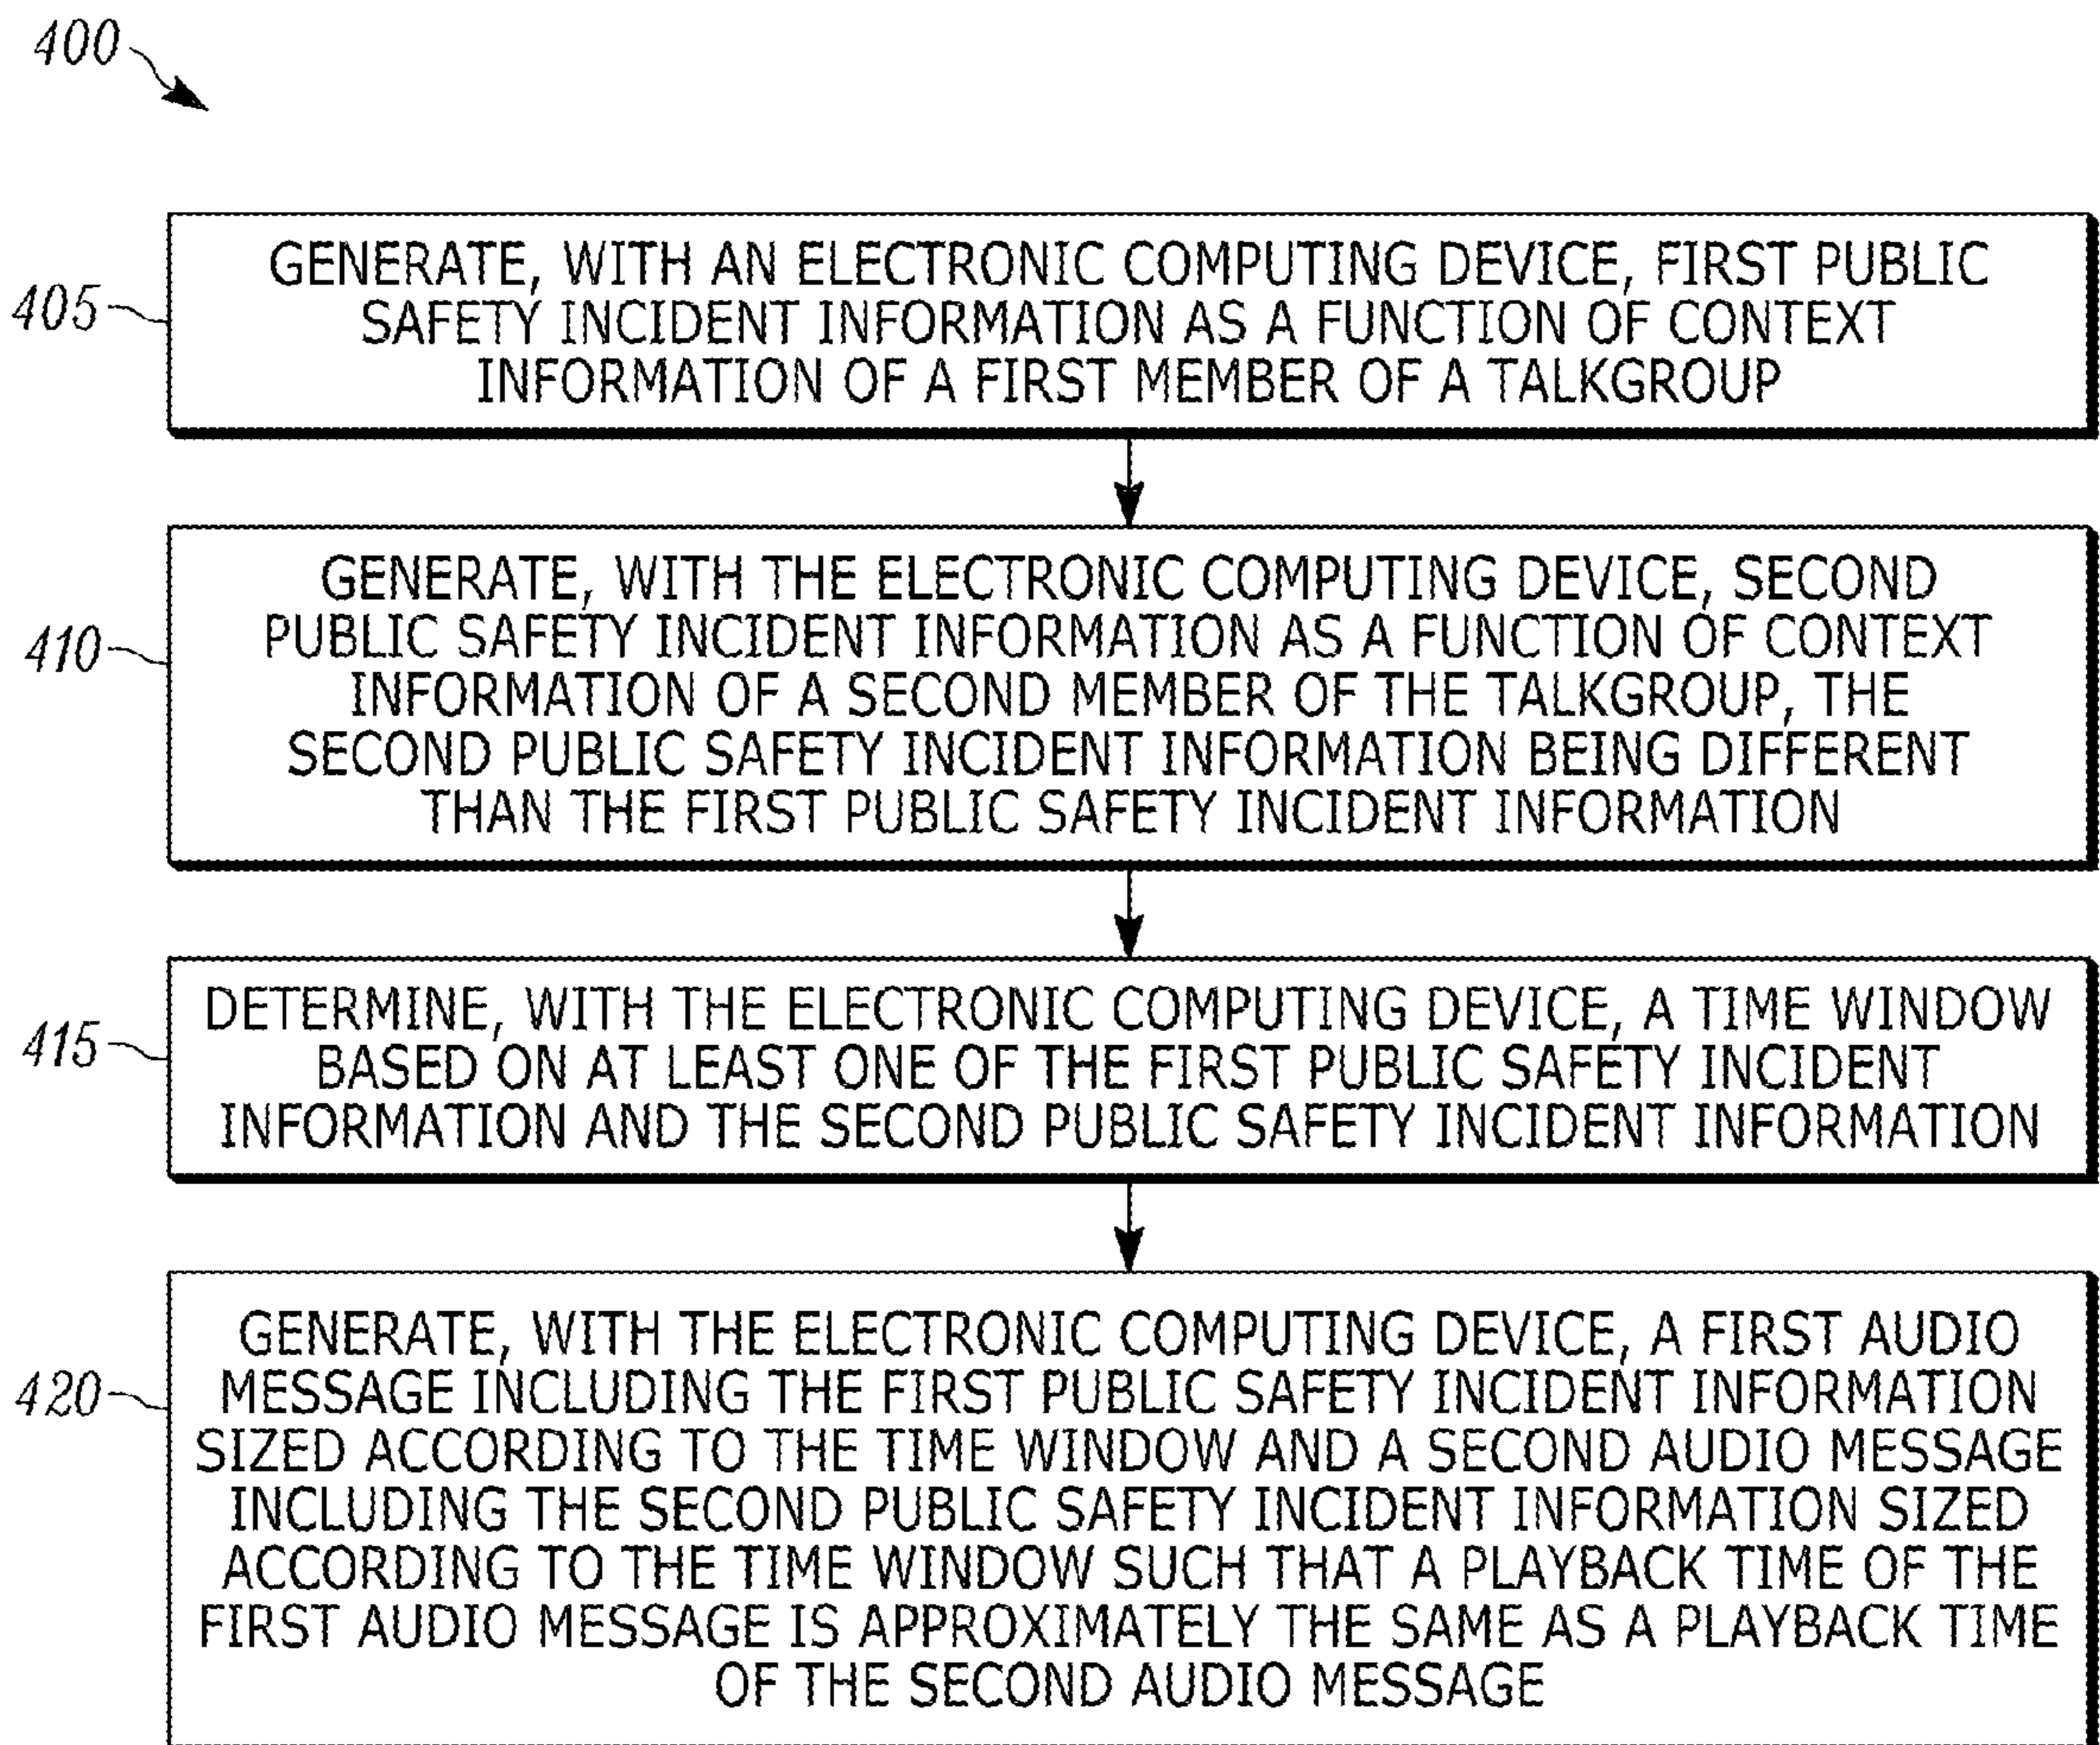 400
405
GENERATE, WITH AN ELECTRONIC COMPUTING DEVICE, FIRST PUBLIC
SAFETY INCIDENT INFORMATION AS A FUNCTION OF CONTEXT
INFORMATION OF A FIRST MEMBER OF A TALKGROUP
410
GENERATE, WITH THE ELECTRONIC COMPUTING DEVICE, SECOND
PUBLIC SAFETY INCIDENT INFORMATION AS A FUNCTION OF CONTEXT
INFORMATION OF A SECOND MEMBER OF THE TALKGROUP, THE
SECOND PUBLIC SAFETY INCIDENT INFORMATION BEING DIFFERENT
THAN THE FIRST PUBLIC SAFETY INCIDENT INFORMATION
415
DETERMINE, WITH THE ELECTRONIC COMPUTING DEVICE, A TIME WINDOW
BASED ON AT LEAST ONE OF THE FIRST PUBLIC SAFETY INCIDENT
INFORMATION AND THE SECOND PUBLIC SAFETY INCIDENT INFORMATION
420
GENERATE, WITH THE ELECTRONIC COMPUTING DEVICE, A FIRST AUDIO
MESSAGE INCLUDING THE FIRST PUBLIC SAFETY INCIDENT INFORMATION
SIZED ACCORDING TO THE TIME WINDOW AND A SECOND AUDIO MESSAGE
INCLUDING THE SECOND PUBLIC SAFETY INCIDENT INFORMATION SIZED
ACCORDING TO THE TIME WINDOW SUCH THAT A PLAYBACK TIME OF THE
FIRST AUDIO MESSAGE IS APPROXIMATELY THE SAME AS A PLAYBACK TIME
OF THE SECOND AUDIO MESSAGE